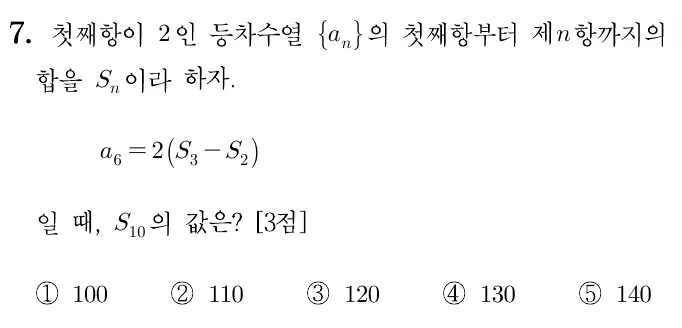 7. 첫째항이 2인 등차수열 {aₙ}의 첫째항부터 제n항까지의
합을 Sₙ이라 하자.
a₆ = 2(S₃ − S₂)
일 때, S₁₀의 값은? [3점]
① 100 ② 110 ③ 120 ④ 130 ⑤ 140